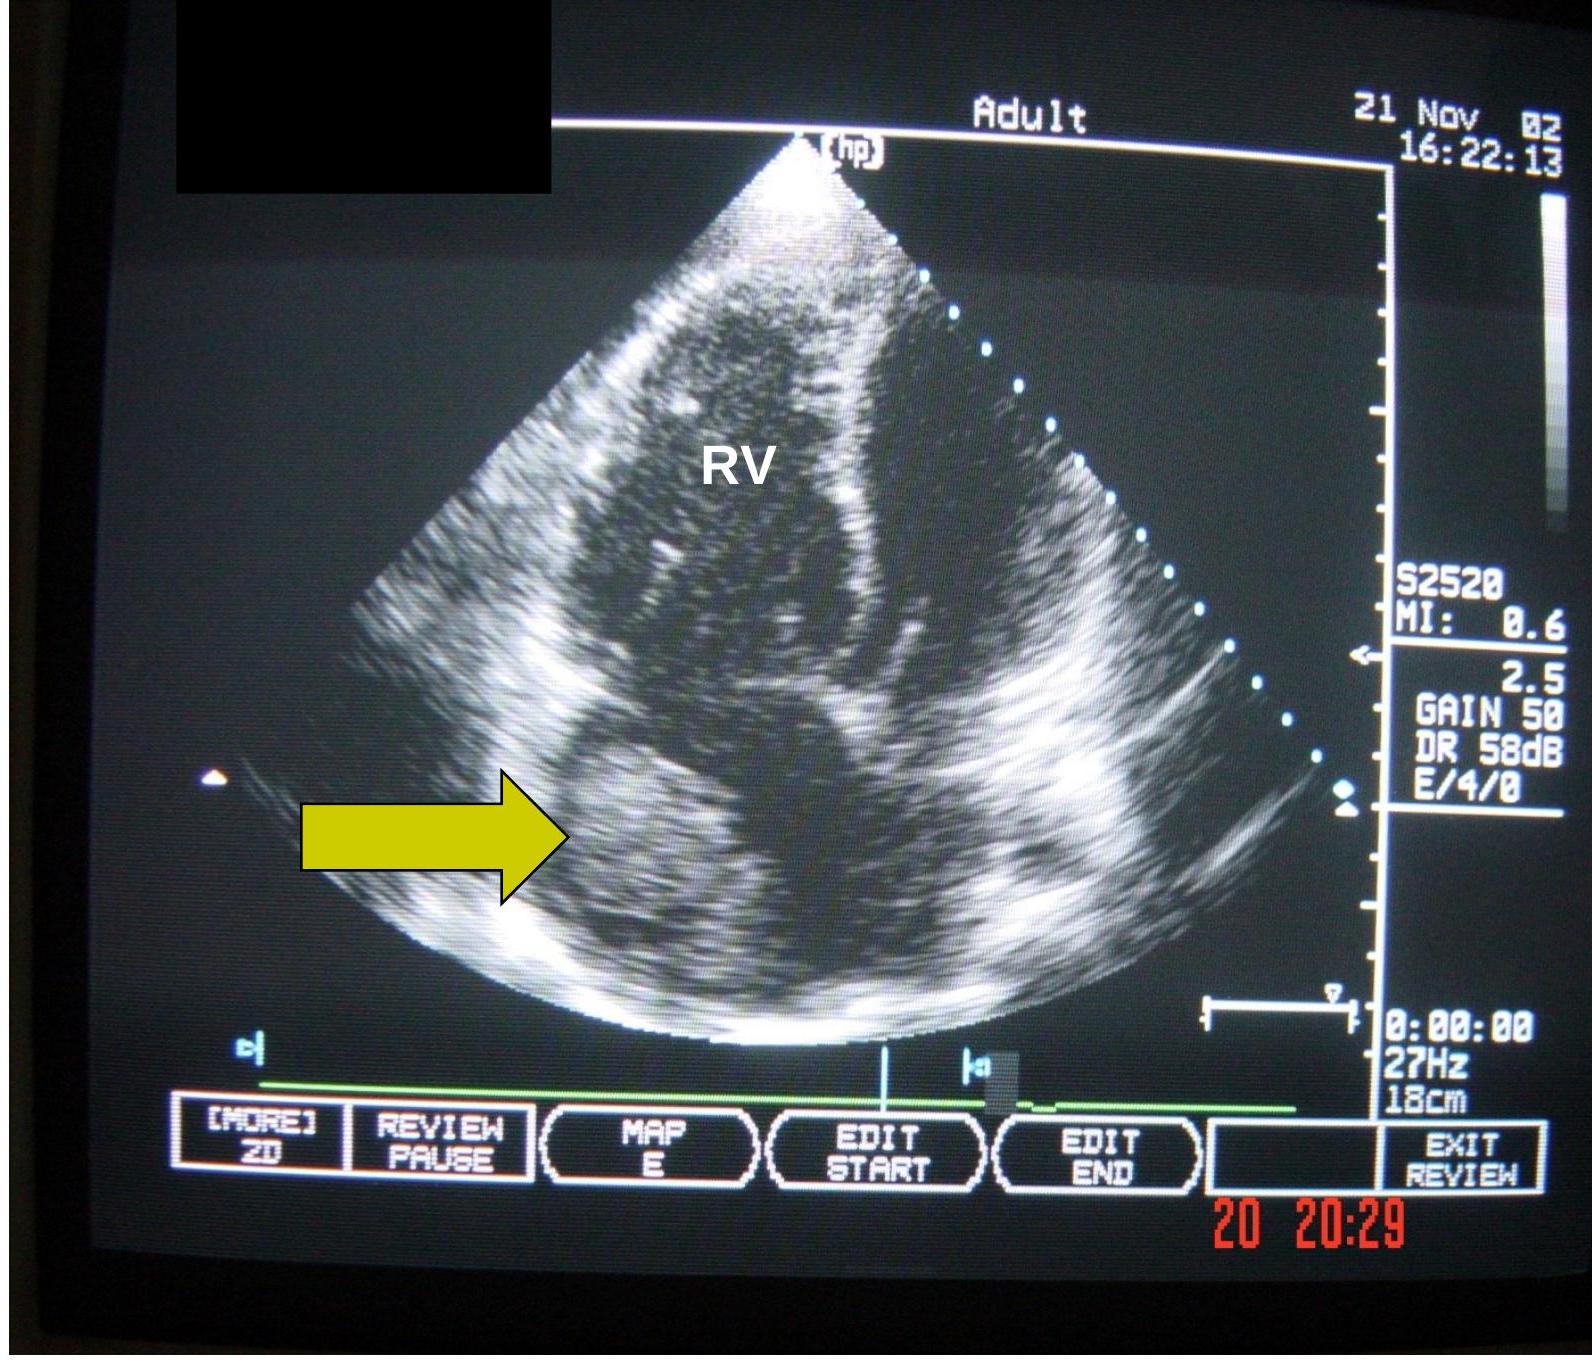 Adult
21 Nov 02
16:22:13
(hp)
RV
S2520
MI: 0.6
2.5
GAIN 50
DR 58dB
E/4/0
0:00:00
27Hz
18cm
[MORE]
2D
REVIEW
PAUSE
MAP
E
EDIT
START
EDIT
END
EXIT
REVIEW
20 20:29